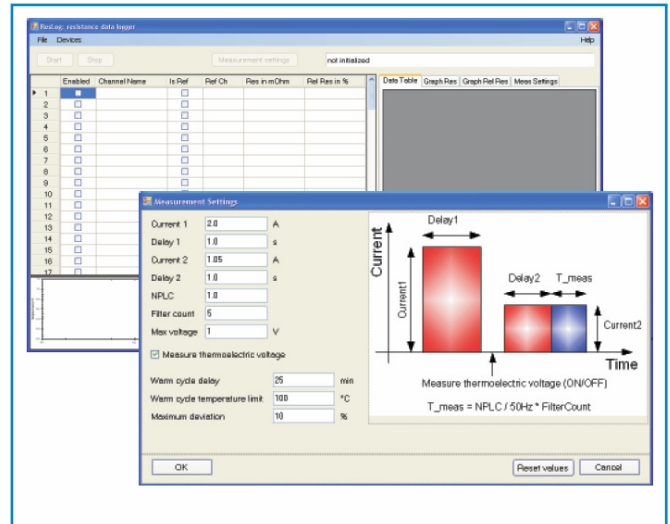 ResLog: resistance data logger
File Devices Help
Start Stop Measurement settings not initialized
Enabled Channel Name Is Ref Ref Ch Res in mOhm Rel Res in %
Data Table Graph Res Graph Rel Res Meas Settings
1
2
3
4
5
6
7
8
9
10
11
12
13
14
15
16
17
Measurement Settings
Current 1 2.0 A
Delay 1 1.0 s
Current 2 1.05 A
Delay 2 1.0 s
NPLC 1.0
Filter count 5
Max voltage 1 V
Measure thermoelectric voltage
Warm cycle delay 25 min
Warm cycle temperature limit 100 °C
Maximum deviation 10 %
OK
Current
Delay1
Current1
Delay2 T_meas
Current2
Time
Measure thermoelectric voltage (ON/OFF)
T_meas = NPLC / 50Hz * FilterCount
Reset values Cancel